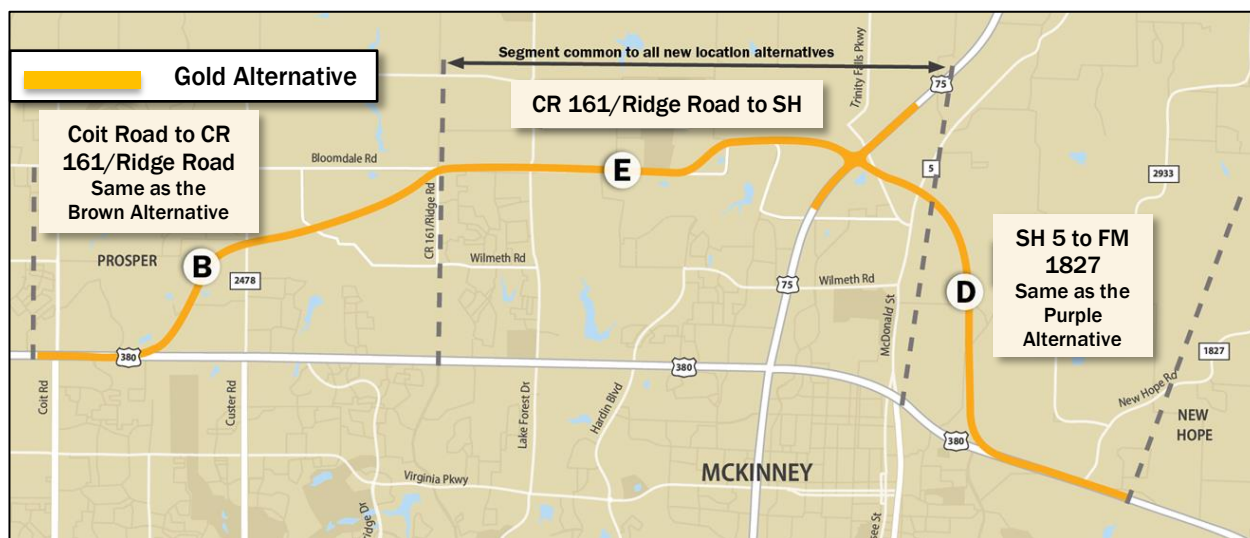 Segment common to all new location alternatives
Gold Alternative
CR 161/Ridge Road to SH
Coit Road to CR
161/Ridge Road
Same as the
Brown Alternative
SH 5 to FM
1827
Same as the
Purple
Alternative
Trinity Falls Pkwy
75
Bloomdale Rd
E
5
2933
CR 161/Ridge Rd
PROSPER
B
2478
Wilmeth Rd
75
Wilmeth Rd
D
McDonald St
380
380
1827
New Hope Rd
NEW
HOPE
Coit Rd
Custer Rd
Lake Forest Dr
Hardin Blvd
380
MCKINNEY
Virginia Pkwy
idge Dr
see St